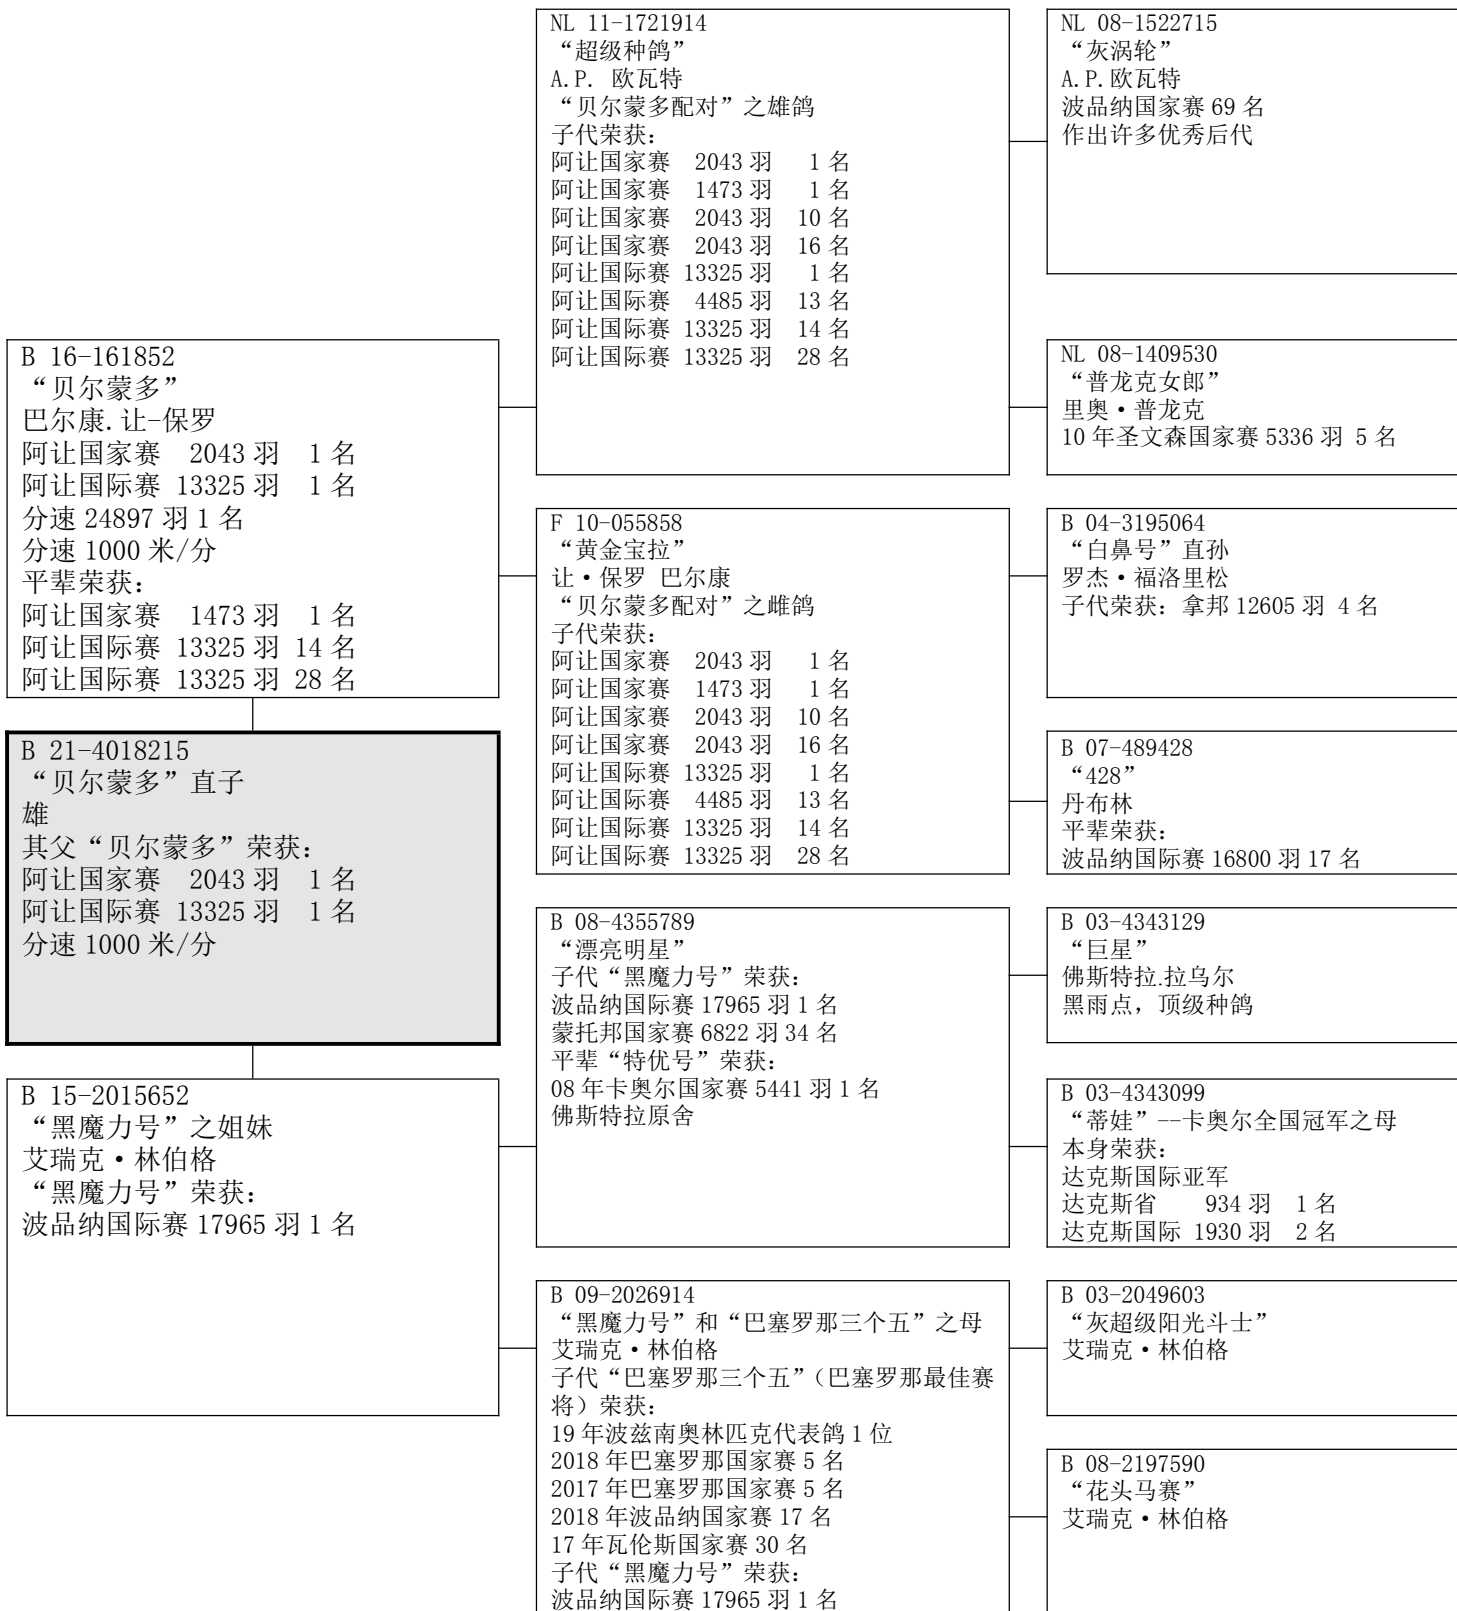 B 16-161852
“贝尔蒙多”
巴尔康.让-保罗
阿让国家赛 2043 羽 1 名
阿让国际赛 13325 羽 1 名
分速 24897 羽 1 名
分速 1000 米/分
平辈荣获：
阿让国家赛 1473 羽 1 名
阿让国际赛 13325 羽 14 名
阿让国际赛 13325 羽 28 名
B 21-4018215
“贝尔蒙多”直子
雄
其父“贝尔蒙多”荣获：
阿让国家赛 2043 羽 1 名
阿让国际赛 13325 羽 1 名
分速 1000 米/分
B 15-2015652
“黑魔力号”之姐妹
艾瑞克•林伯格
“黑魔力号”荣获：
波品纳国际赛 17965 羽 1 名
NL 11-1721914
“超级种鸽”
A.P. 欧瓦特
“贝尔蒙多配对”之雄鸽
子代荣获：
阿让国家赛 2043 羽 1 名
阿让国家赛 1473 羽 1 名
阿让国家赛 2043 羽 10 名
阿让国家赛 2043 羽 16 名
阿让国际赛 13325 羽 1 名
阿让国际赛 4485 羽 13 名
阿让国际赛 13325 羽 14 名
阿让国际赛 13325 羽 28 名
F 10-055858
“黄金宝拉”
让•保罗 巴尔康
“贝尔蒙多配对”之雌鸽
子代荣获：
阿让国家赛 2043 羽 1 名
阿让国家赛 1473 羽 1 名
阿让国家赛 2043 羽 10 名
阿让国家赛 2043 羽 16 名
阿让国际赛 13325 羽 1 名
阿让国际赛 4485 羽 13 名
阿让国际赛 13325 羽 14 名
阿让国际赛 13325 羽 28 名
B 08-4355789
“漂亮明星”
子代“黑魔力号”荣获：
波品纳国际赛 17965 羽 1 名
蒙托邦国家赛 6822 羽 34 名
平辈“特优号”荣获：
08 年卡奥尔国家赛 5441 羽 1 名
佛斯特拉原舍
B 09-2026914
“黑魔力号”和“巴塞罗那三个五”之母
艾瑞克•林伯格
子代“巴塞罗那三个五”（巴塞罗那最佳赛
将）荣获：
19 年波兹南奥林匹克代表鸽 1 位
2018 年巴塞罗那国家赛 5 名
2017 年巴塞罗那国家赛 5 名
2018 年波品纳国家赛 17 名
17 年瓦伦斯国家赛 30 名
子代“黑魔力号”荣获：
波品纳国际赛 17965 羽 1 名
NL 08-1522715
“灰涡轮”
A.P.欧瓦特
波品纳国家赛 69 名
作出许多优秀后代
NL 08-1409530
“普龙克女郎”
里奥•普龙克
10 年圣文森国家赛 5336 羽 5 名
B 04-3195064
“白鼻号”直孙
罗杰•福洛里松
子代荣获：拿邦 12605 羽 4 名
B 07-489428
“428”
丹布林
平辈荣获：
波品纳国际赛 16800 羽 17 名
B 03-4343129
“巨星”
佛斯特拉.拉乌尔
黑雨点，顶级种鸽
B 03-4343099
“蒂娃”--卡奥尔全国冠军之母
本身荣获：
达克斯国际亚军
达克斯省 934 羽 1 名
达克斯国际 1930 羽 2 名
B 03-2049603
“灰超级阳光斗士”
艾瑞克•林伯格
B 08-2197590
“花头马赛”
艾瑞克•林伯格